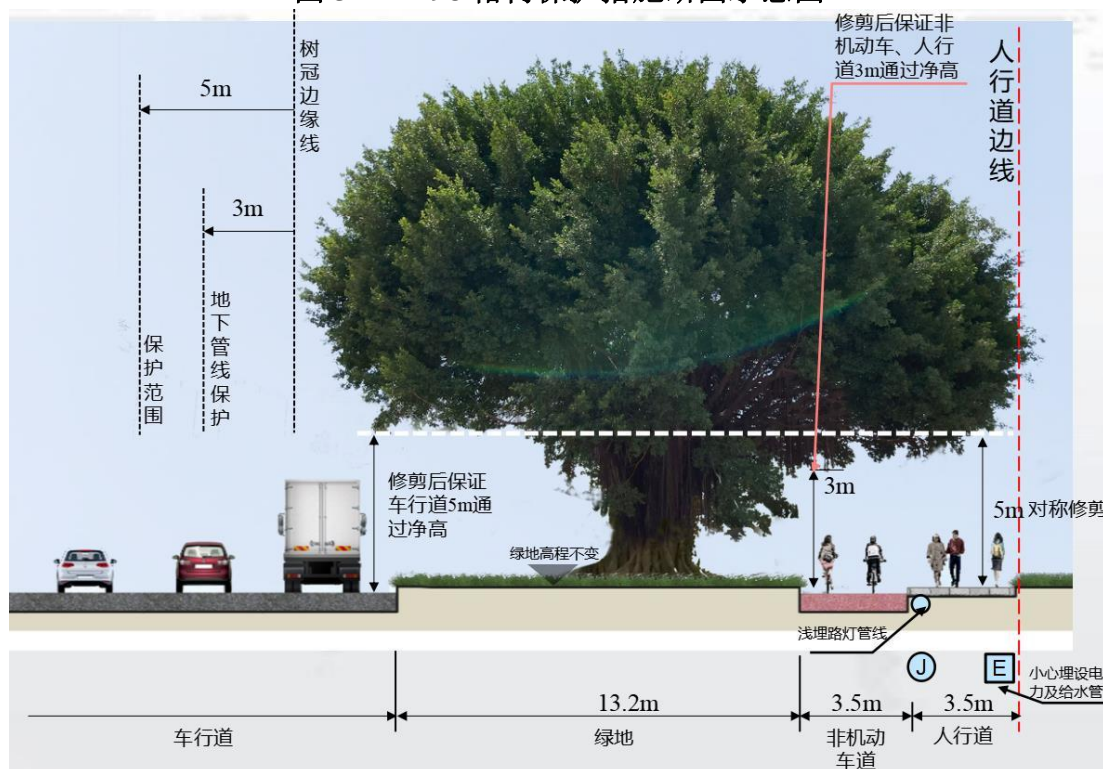 修剪后保证非
机动车、人行
道3m通过净高
人行道边线
树冠边缘线
5m
3m
保护范围
地下管线保护
修剪后保证
车行道5m通
过净高
3m
5m 对称修剪
绿地高程不变
浅埋路灯管线
J
E
小心埋设电
力及给水管
13.2m
3.5m
3.5m
车行道
绿地
非机动
车道
人行道